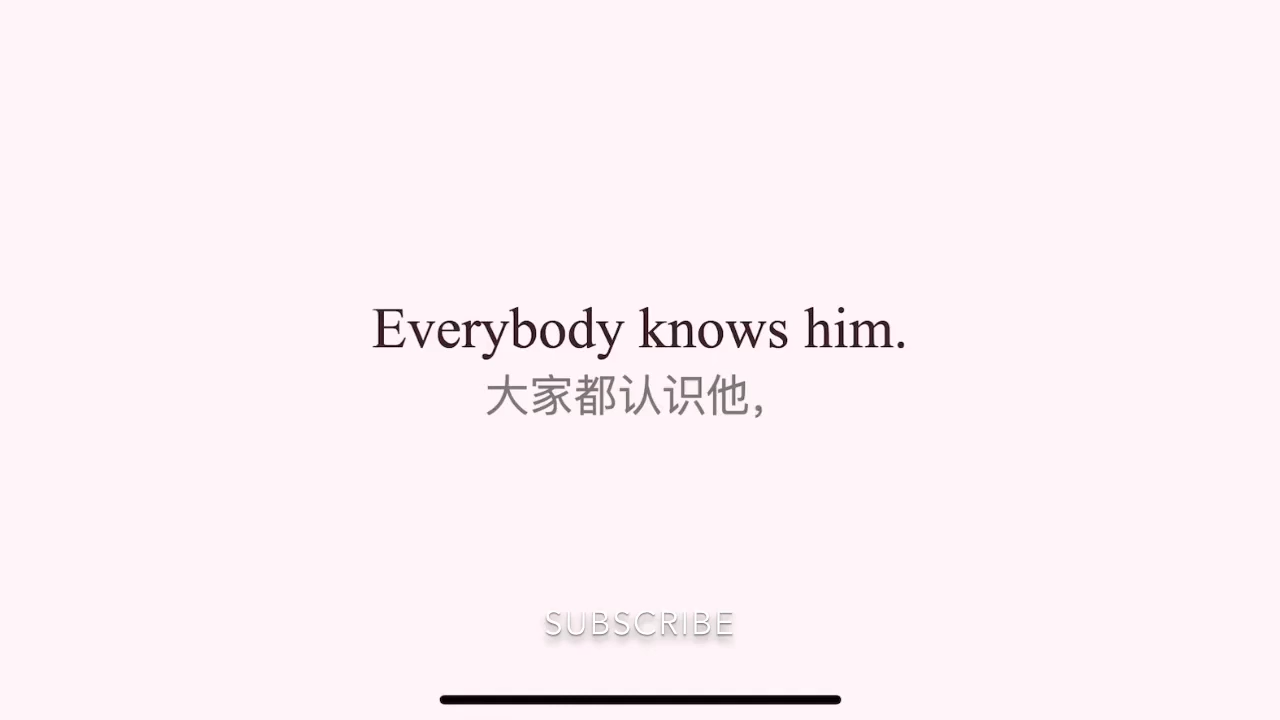 Everybody knows him.
大家都认识他，
SUBSCRIBE